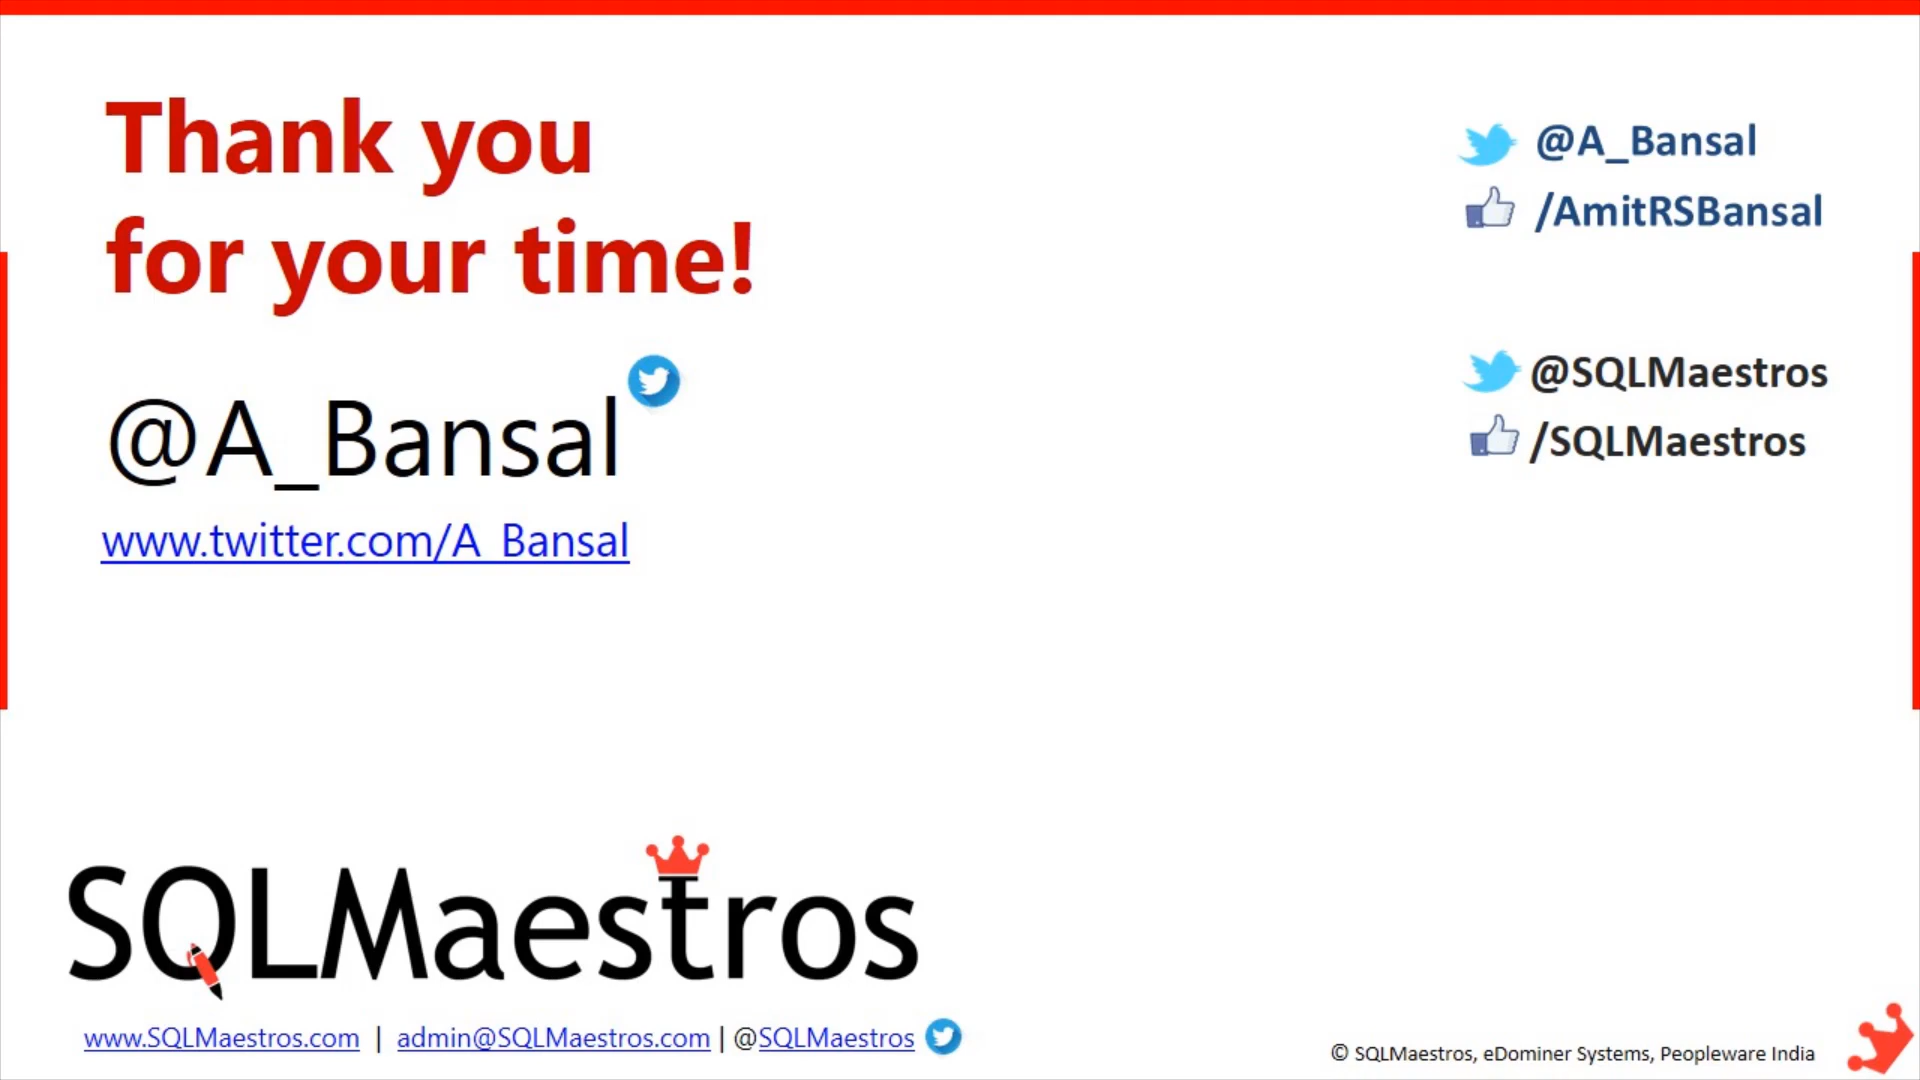 Thank you
for your time!
@A_Bansal
www.twitter.com/A_Bansal
@A_Bansal
/AmitRSBansal
@SQLMaestros
/SQLMaestros
SQLMaestros
www.SQLMaestros.com | admin@SQLMaestros.com | @SQLMaestros
© SQLMaestros, eDominer Systems, Peopleware India